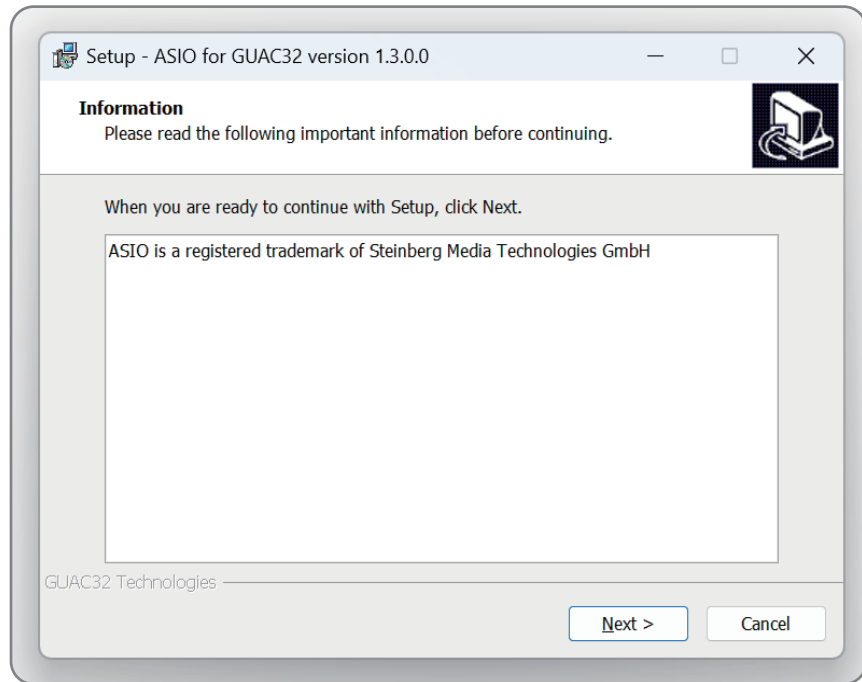 Setup - ASIO for GUAC32 version 1.3.0.0
Information
Please read the following important information before continuing.
When you are ready to continue with Setup, click Next.
ASIO is a registered trademark of Steinberg Media Technologies GmbH
GUAC32 Technologies
Next >
Cancel